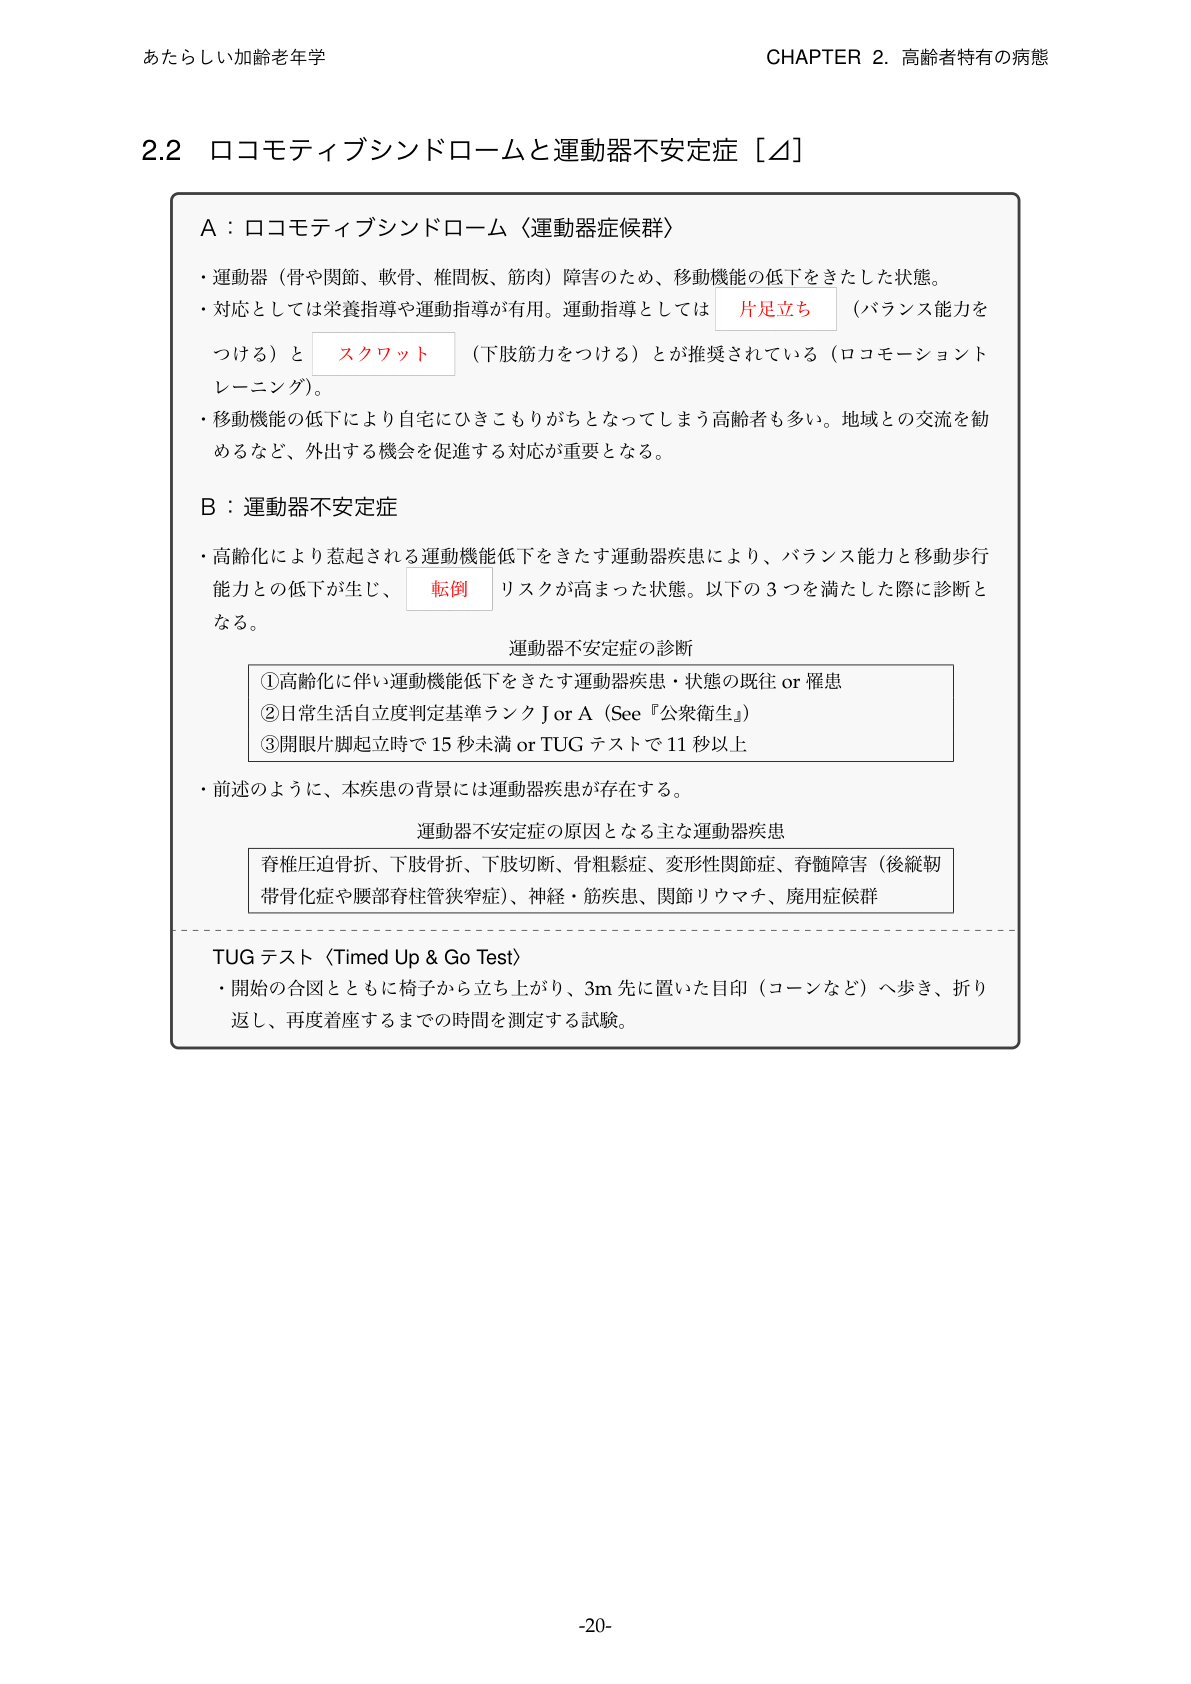 あたらしい加齢老年学
CHAPTER 2. 高齢者特有の病態
2.2 ロコモティブシンドロームと運動器不安定症［⊿］
A：ロコモティブシンドローム〈運動器症候群〉
・運動器（骨や関節、軟骨、椎間板、筋肉）障害のため、移動機能の低下をきたした状態。
・対応としては栄養指導や運動指導が有用。運動指導としては 片足立ち （バランス能力を
つける）と スクワット （下肢筋力をつける）とが推奨されている（ロコモーショント
レーニング）。
・移動機能の低下により自宅にひきこもりがちとなってしまう高齢者も多い。地域との交流を勧
めるなど、外出する機会を促進する対応が重要となる。
B：運動器不安定症
・高齢化により惹起される運動機能低下をきたす運動器疾患により、バランス能力と移動歩行
能力との低下が生じ、 転倒 リスクが高まった状態。以下の 3 つを満たした際に診断と
なる。
運動器不安定症の診断
①高齢化に伴い運動機能低下をきたす運動器疾患・状態の既往 or 罹患
②日常生活自立度判定基準ランク J or A（See『公衆衛生』）
③開眼片脚起立時で 15 秒未満 or TUG テストで 11 秒以上
・前述のように、本疾患の背景には運動器疾患が存在する。
運動器不安定症の原因となる主な運動器疾患
脊椎圧迫骨折、下肢骨折、下肢切断、骨粗鬆症、変形性関節症、脊髄障害（後縦靭
帯骨化症や腰部脊柱管狭窄症）、神経・筋疾患、関節リウマチ、廃用症候群
TUG テスト〈Timed Up & Go Test〉
・開始の合図とともに椅子から立ち上がり、3m 先に置いた目印（コーンなど）へ歩き、折り
返し、再度着座するまでの時間を測定する試験。
-20-